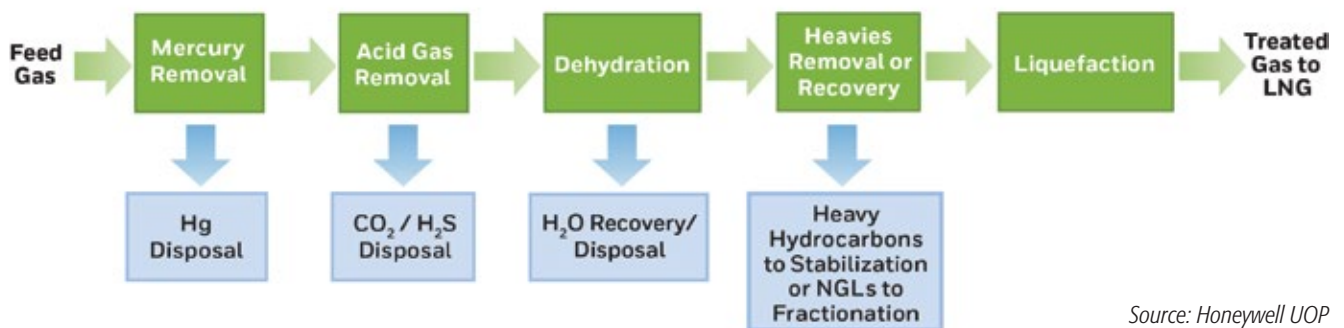 Feed
Gas
Mercury
Removal
Acid Gas
Removal
Dehydration
Heavies
Removal or
Recovery
Liquefaction
Treated
Gas to
LNG
Hg
Disposal
CO₂ / H₂S
Disposal
H₂O Recovery/
Disposal
Heavy
Hydrocarbons
to Stabilization
or NGLs to
Fractionation
Source: Honeywell UOP